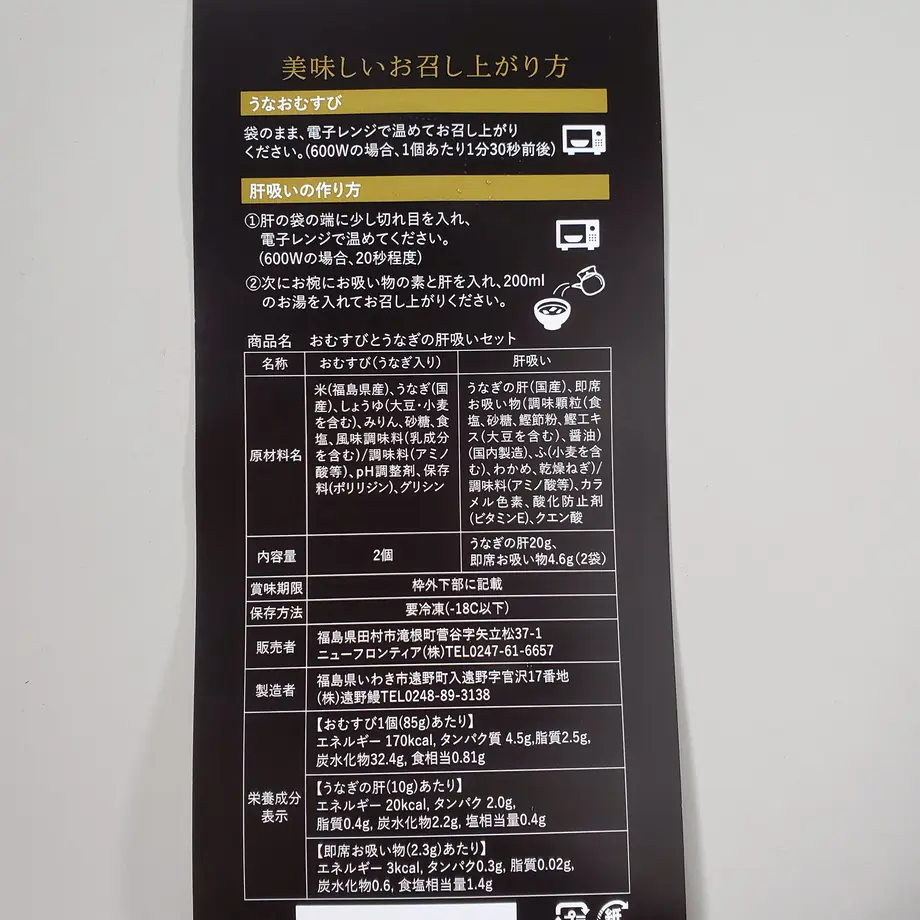 美味しいお召し上がり方
うなおむすび
袋のまま、電子レンジで温めてお召し上がり
ください。(600Wの場合、1個あたり1分30秒前後)
肝吸いの作り方
①肝の袋の端に少し切れ目を入れ、
電子レンジで温めてください。
(600Wの場合、20秒程度)
②次にお椀にお吸い物の素と肝を入れ、200ml
のお湯を入れてお召し上がりください。
商品名 おむすびとうなぎの肝吸いセット
名称 おむすび(うなぎ入り) 肝吸い
原材料名
米(福島県産)、うなぎ(国
産)、しょうゆ(大豆・小麦
を含む)、みりん、砂糖、食
塩、風味調味料(乳成分
を含む)/調味料(アミノ
酸等)、pH調整剤、保存
料(ポリリジン)、グリシン
うなぎの肝(国産)、即席
お吸い物(調味顆粒(食
塩、砂糖、鰹節粉、鰹エキ
ス(大豆を含む)、醤油)
(国内製造)、ふ(小麦を含
む)、わかめ、乾燥ねぎ)/
調味料(アミノ酸等)、カラ
メル色素、酸化防止剤
(ビタミンE)、クエン酸
内容量 2個
うなぎの肝20g、
即席お吸い物4.6g(2袋)
賞味期限 枠外下部に記載
保存方法 要冷凍(-18C以下)
販売者
福島県田村市滝根町菅谷字矢立松37-1
ニューフロンティア(株)TEL0247-61-6657
製造者
福島県いわき市遠野町入遠野字官沢17番地
(株)遠野鰻TEL0248-89-3138
栄養成分
表示
【おむすび1個(85g)あたり】
エネルギー 170kcal, タンパク質 4.5g,脂質2.5g,
炭水化物32.4g, 食相当0.81g
【うなぎの肝(10g)あたり】
エネルギー 20kcal, タンパク 2.0g,
脂質0.4g, 炭水化物2.2g, 塩相当量0.4g
【即席お吸い物(2.3g)あたり】
エネルギー 3kcal, タンパク0.3g, 脂質0.02g,
炭水化物0.6, 食塩相当量1.4g